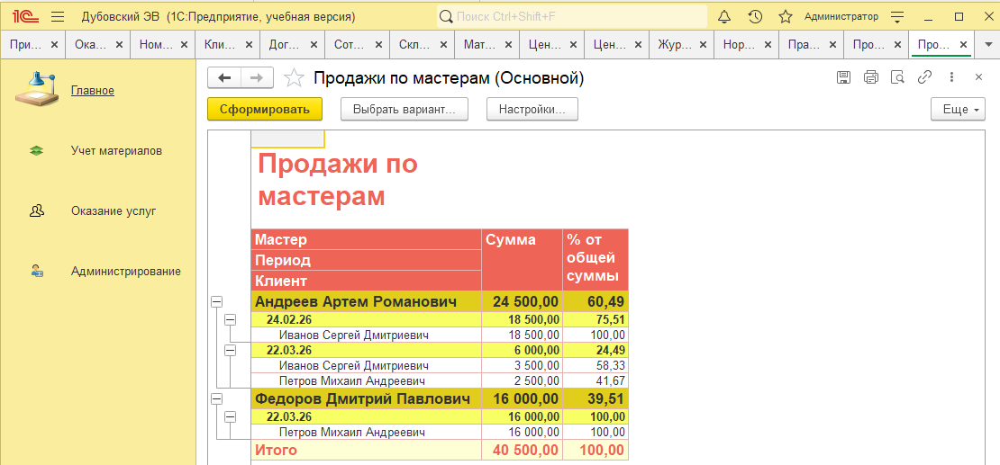 1С Дубовский ЭВ (1С:Предприятие, учебная версия) Поиск Ctrl+Shift+F Администратор
При... Ока... Ном... Кли... Дог... Сот... Скл... Мат... Цен... Цен... Жур... Нор... Пра... Про... Про...
Главное
Учет материалов
Оказание услуг
Администрирование
Продажи по мастерам (Основной)
Сформировать Выбрать вариант... Настройки... Еще
Продажи по
мастерам
Мастер Сумма % от
Период общей
Клиент суммы
Андреев Артем Романович 24 500,00 60,49
24.02.26 18 500,00 75,51
Иванов Сергей Дмитриевич 18 500,00 100,00
22.03.26 6 000,00 24,49
Иванов Сергей Дмитриевич 3 500,00 58,33
Петров Михаил Андреевич 2 500,00 41,67
Федоров Дмитрий Павлович 16 000,00 39,51
22.03.26 16 000,00 100,00
Петров Михаил Андреевич 16 000,00 100,00
Итого 40 500,00 100,00